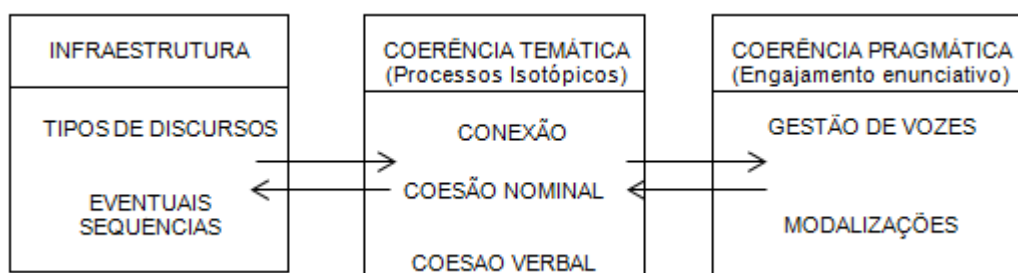 INFRAESTRUTURA
TIPOS DE DISCURSOS
EVENTUAIS
SEQUENCIAS
COERÊNCIA TEMÁTICA
(Processos Isotópicos)
CONEXÃO
COESÃO NOMINAL
COESAO VERBAL
COERÊNCIA PRAGMÁTICA
(Engajamento enunciativo)
GESTÃO DE VOZES
MODALIZAÇÕES